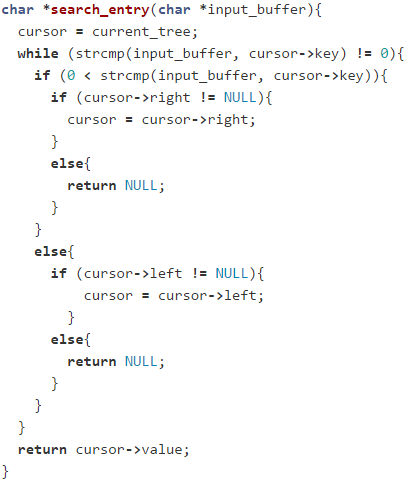 char *search_entry(char *input_buffer){
  cursor = current_tree;
  while (strcmp(input_buffer, cursor->key) != 0){
    if (0 < strcmp(input_buffer, cursor->key)){
      if (cursor->right != NULL){
        cursor = cursor->right;
      }
      else{
        return NULL;
      }
    }
    else{
      if (cursor->left != NULL){
          cursor = cursor->left;
        }
      else{
        return NULL;
      }
    }
  }
  return cursor->value;
}